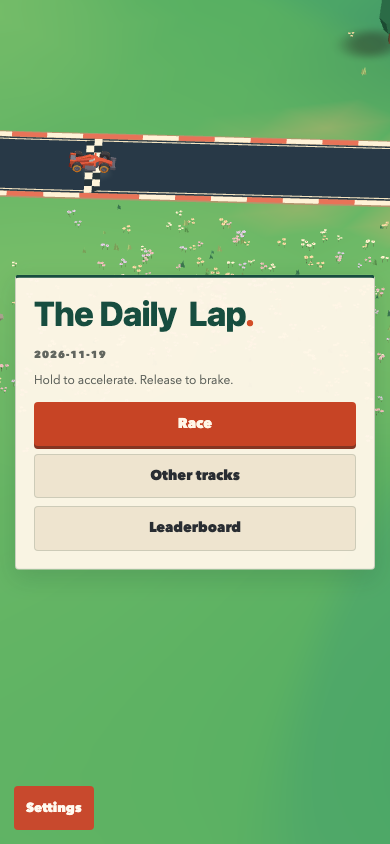 The Daily Lap.
2026-11-19
Hold to accelerate. Release to brake.
Race
Other tracks
Leaderboard
Settings